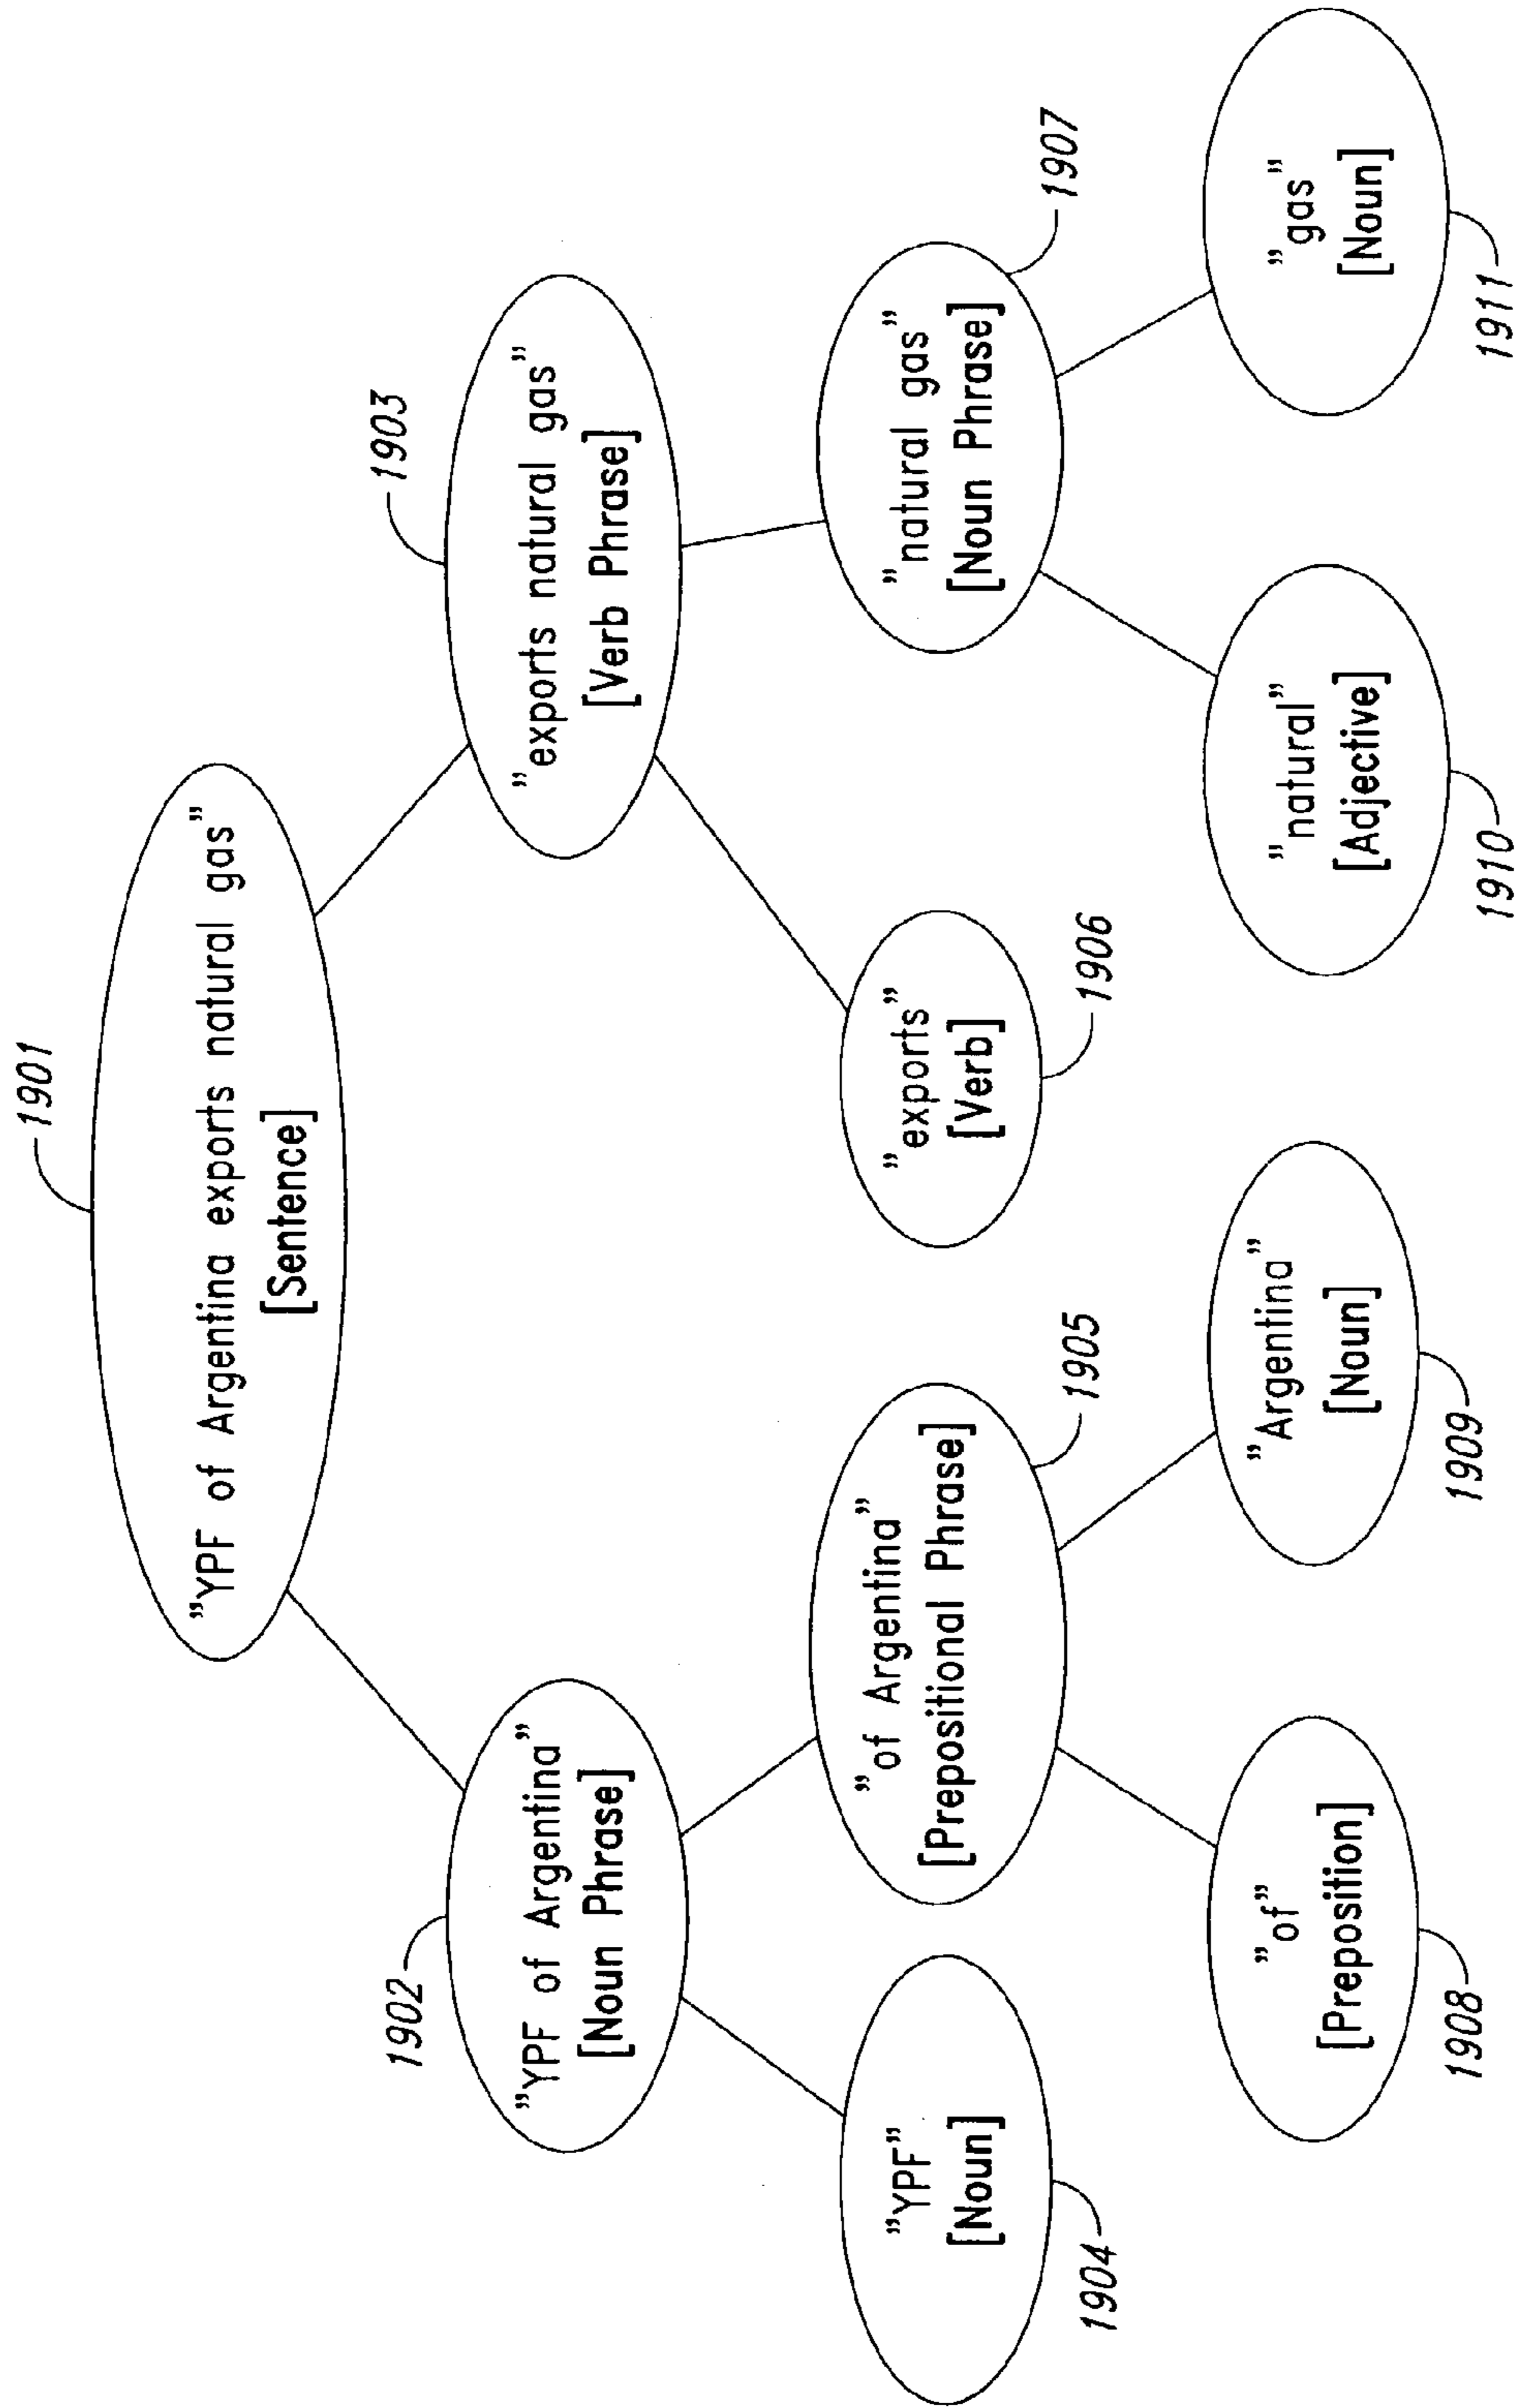 1901
"YPF of Argentina exports natural gas"
[Sentence]
1902
"YPF of Argentina"
[Noun Phrase]
1903
"exports natural gas"
[Verb Phrase]
"YPF"
[Noun]
1904
"of Argentina"
[Prepositional Phrase]
1905
"exports"
[Verb]
1906
"natural gas"
[Noun Phrase]
1907
"of"
[Preposition]
1908
"Argentina"
[Noun]
1909
"natural"
[Adjective]
1910
"gas"
[Noun]
1911